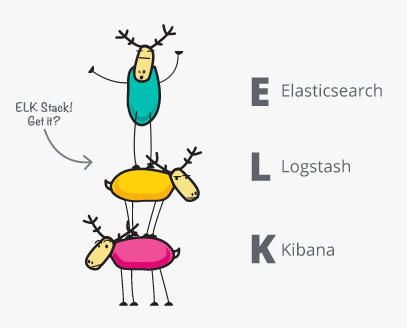 ELK Stack!
Get it?
E Elasticsearch
L Logstash
K Kibana